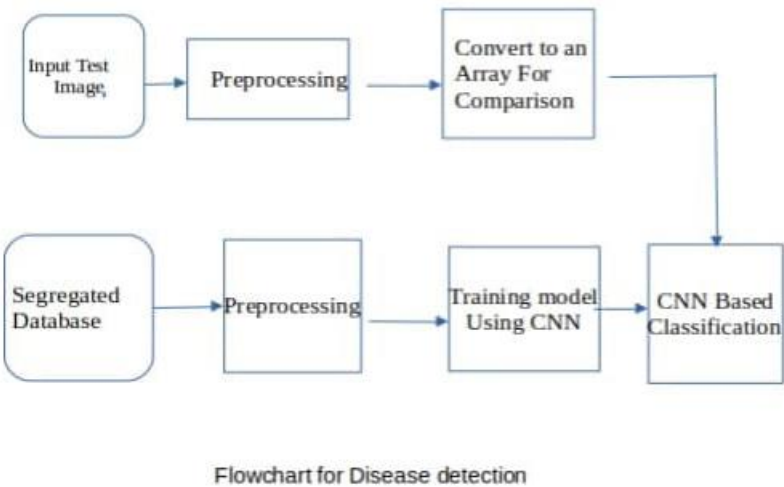 Input Test
Image,
Preprocessing
Convert to an
Array For
Comparison
Segregated
Database
Preprocessing
Training model
Using CNN
CNN Based
Classification
Flowchart for Disease detection